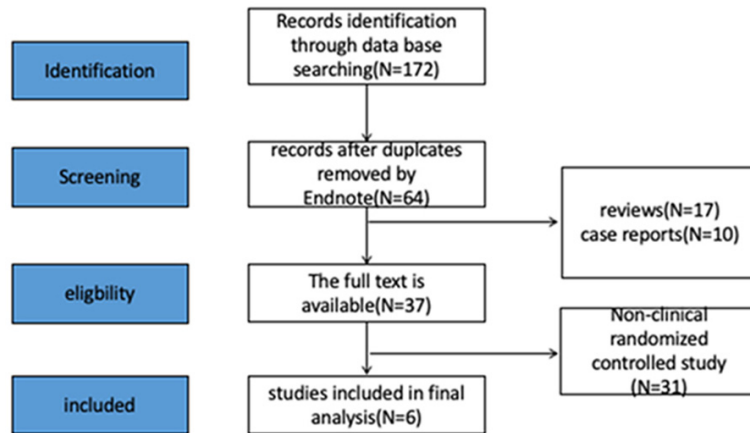 Identification
Records identification
through data base
searching(N=172)
Screening
records after duplcates
removed by
Endnote(N=64)
reviews(N=17)
case reports(N=10)
eligbility
The full text is
available(N=37)
Non-clinical
randomized
controlled study
(N=31)
included
studies included in final
analysis(N=6)